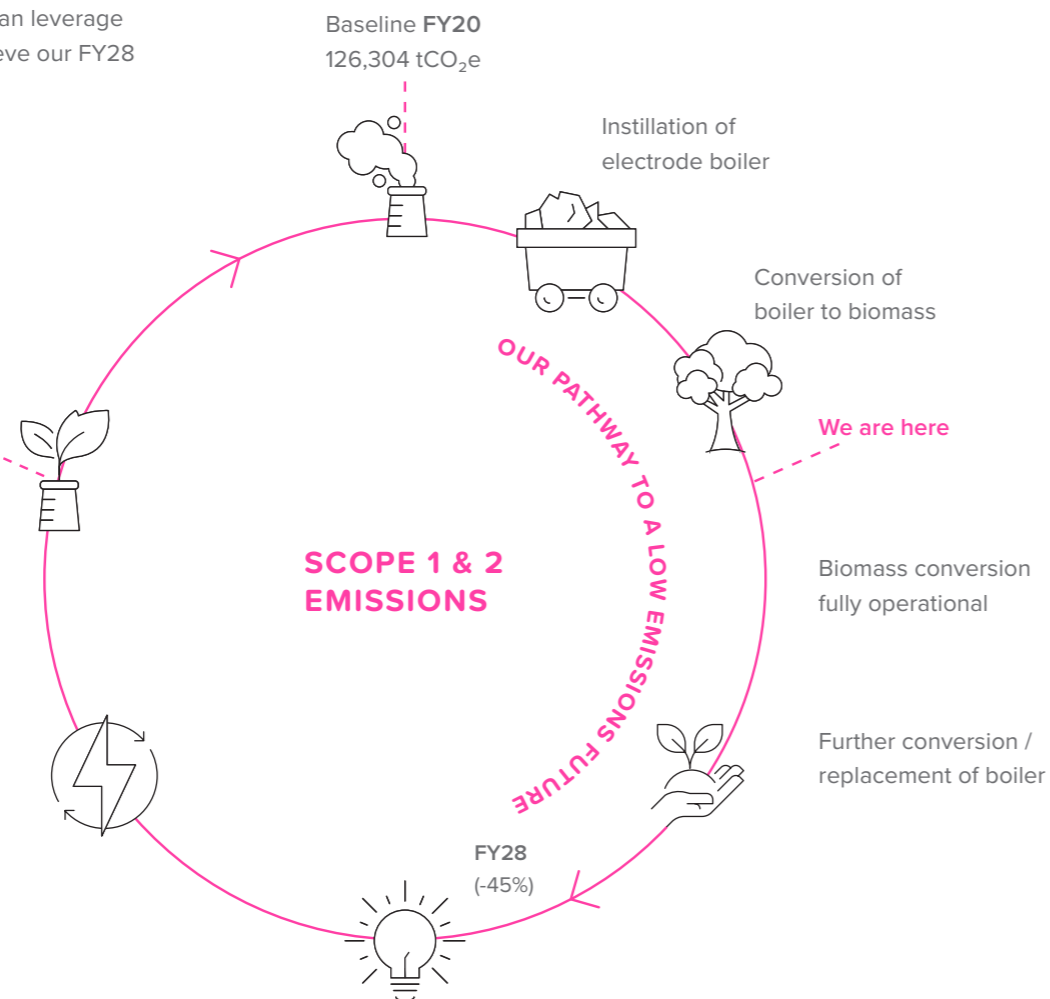 an leverage
eve our FY28
Baseline FY20
126,304 tCO₂e
Instillation of
electrode boiler
Conversion of
boiler to biomass
We are here
OUR PATHWAY TO A LOW EMISSIONS FUTURE
SCOPE 1 & 2
EMISSIONS
Biomass conversion
fully operational
Further conversion /
replacement of boiler
FY28
(-45%)